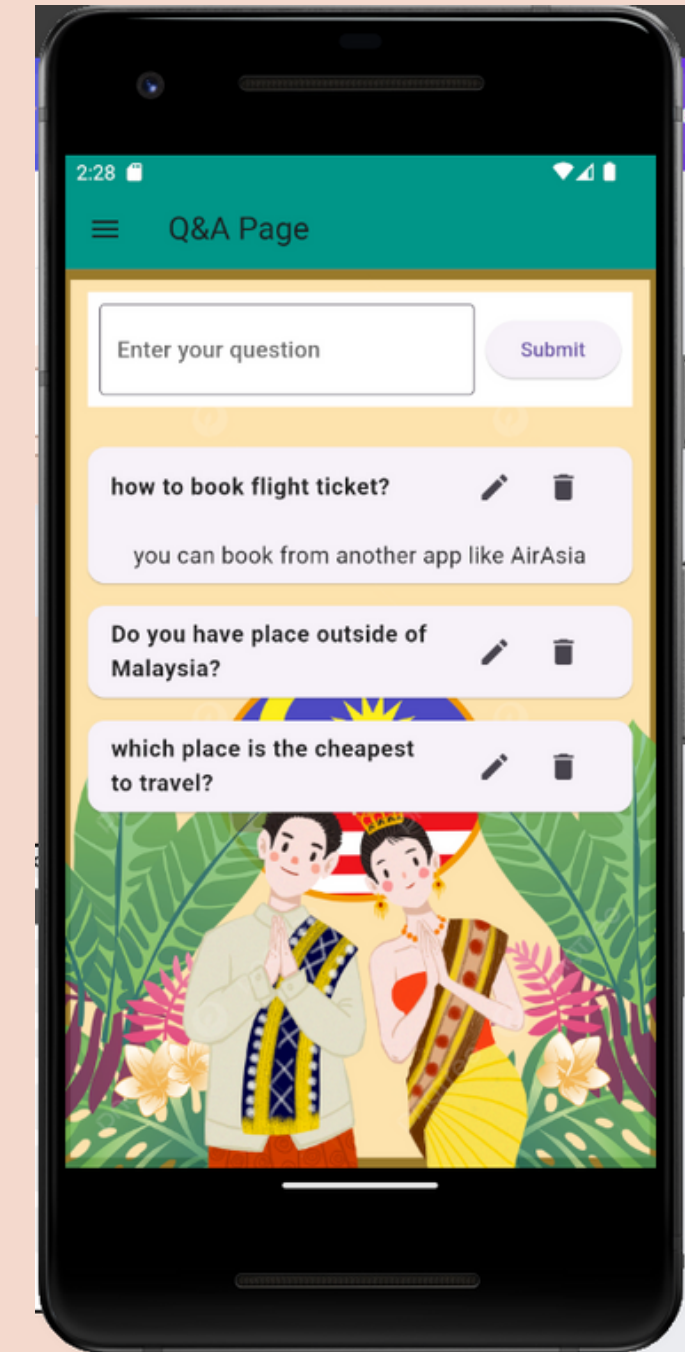 2:28
Q&A Page
Enter your question
Submit
how to book flight ticket?
you can book from another app like AirAsia
Do you have place outside of
Malaysia?
which place is the cheapest
to travel?